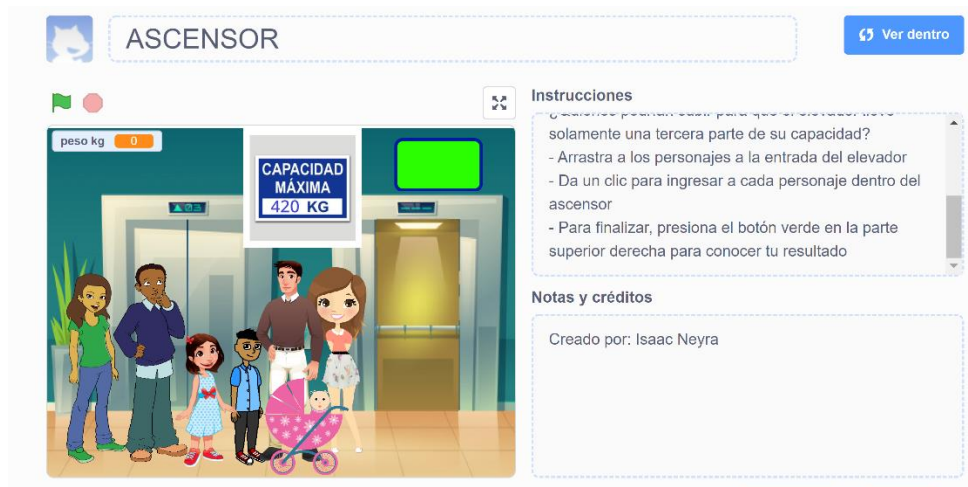 ASCENSOR
Ver dentro
Instrucciones
solamente una tercera parte de su capacidad?
- Arrastra a los personajes a la entrada del elevador
- Da un clic para ingresar a cada personaje dentro del
ascensor
- Para finalizar, presiona el botón verde en la parte
superior derecha para conocer tu resultado
peso kg 0
CAPACIDAD
MÁXIMA
420 KG
Notas y créditos
Creado por: Isaac Neyra